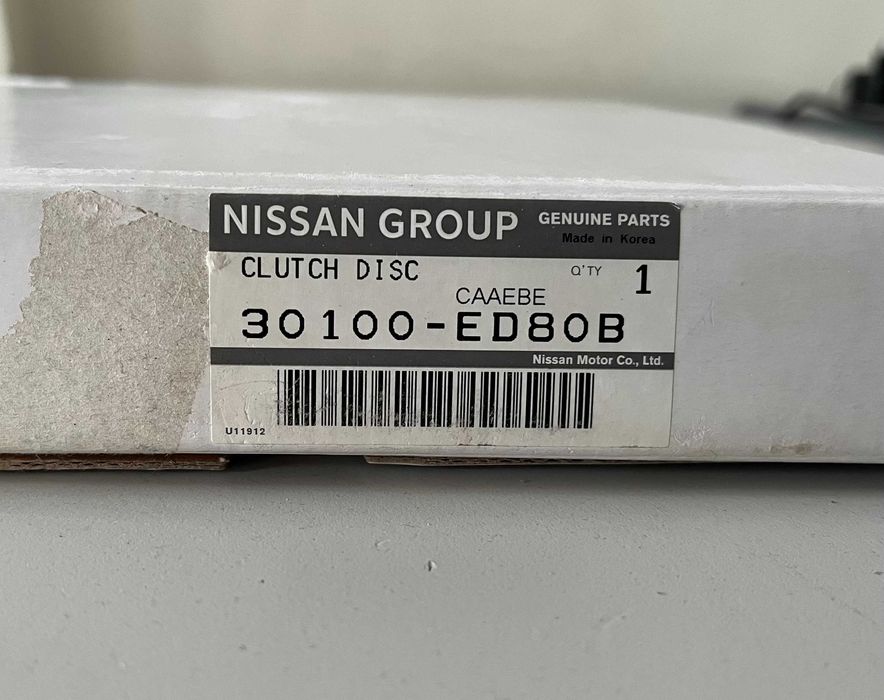 NISSAN GROUP GENUINE PARTS
Made in Korea
CLUTCH DISC Q'TY 1
CAAEBE
30100-ED80B
Nissan Motor Co., Ltd.
U11912